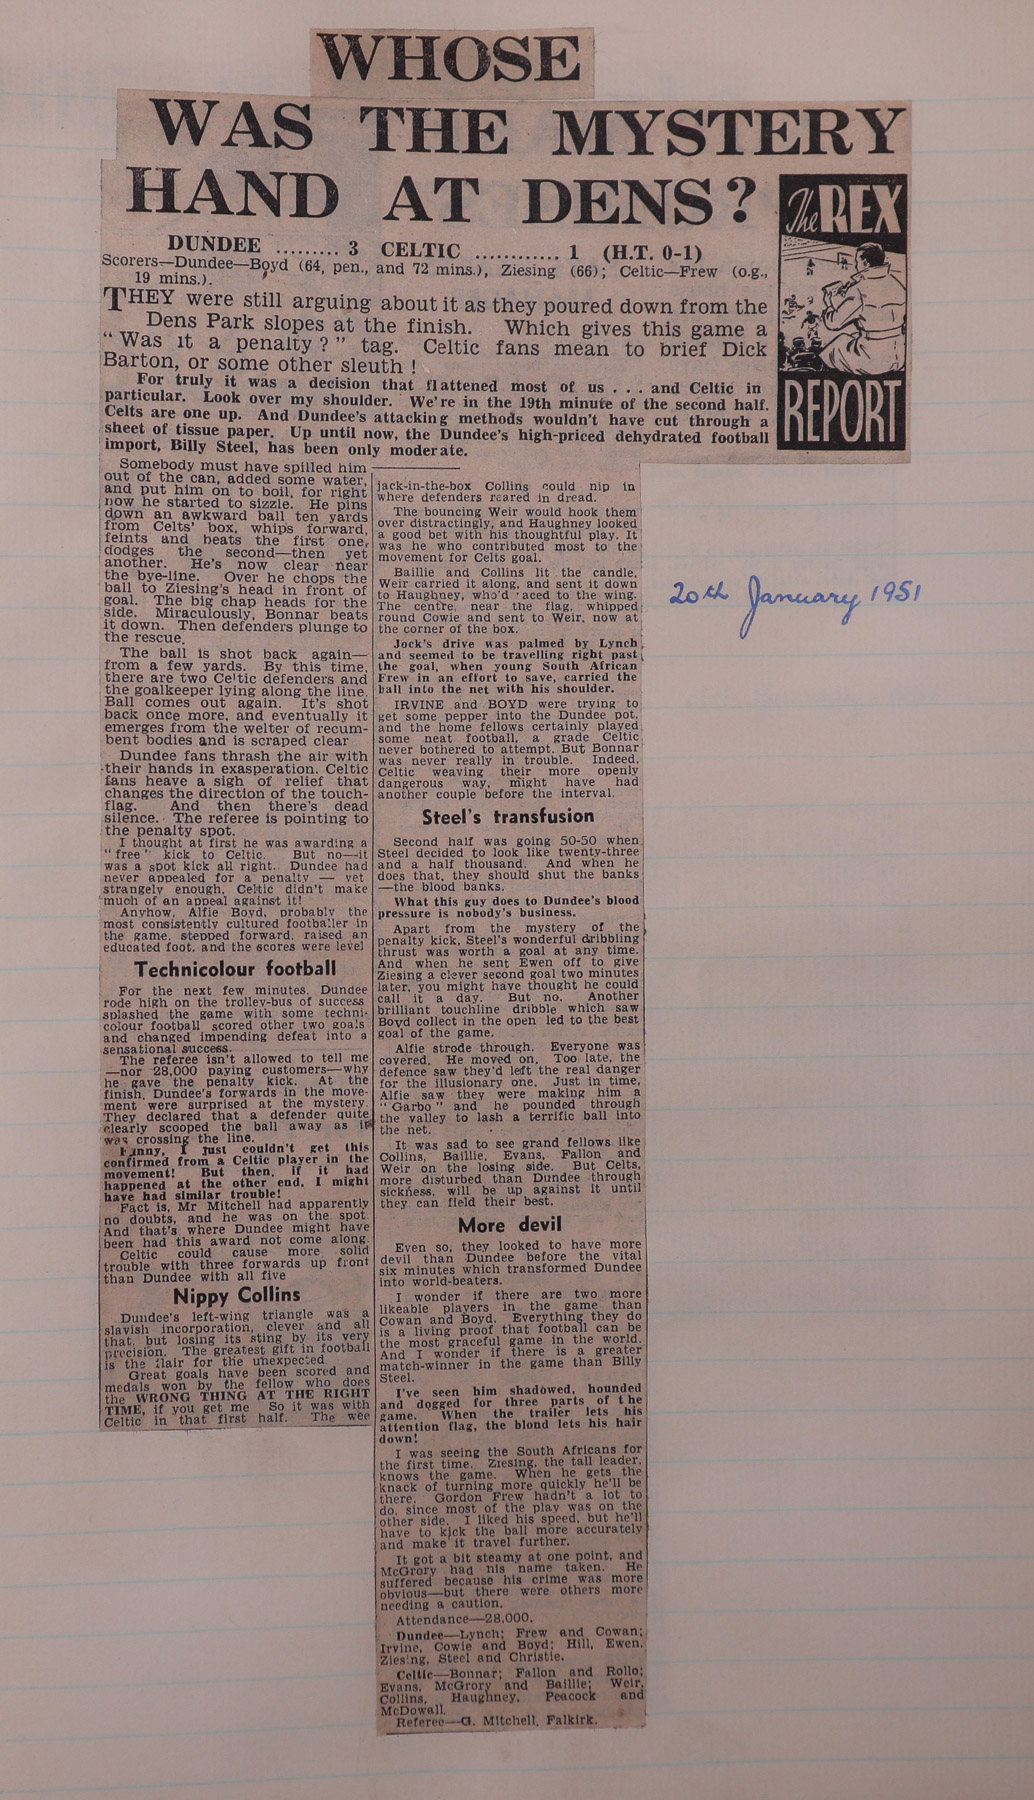 WHOSE
WAS THE MYSTERY
HAND AT DENS?
The REX
REPORT
DUNDEE ......... 3 CELTIC ............ 1 (H.T. 0-1)
Scorers—Dundee—Boyd (64, pen., and 72 mins.), Ziesing (66); Celtic—Frew (o.g.,
19 mins.).
THEY were still arguing about it as they poured down from the
Dens Park slopes at the finish. Which gives this game a
"Was it a penalty?" tag. Celtic fans mean to brief Dick
Barton, or some other sleuth!
For truly it was a decision that flattened most of us . . . and Celtic in
particular. Look over my shoulder. We're in the 19th minute of the second half.
Celts are one up. And Dundee's attacking methods wouldn't have cut through a
sheet of tissue paper. Up until now, the Dundee's high-priced dehydrated football
import, Billy Steel, has been only moderate.
Somebody must have spilled him
out of the can, added some water,
and put him on to boil, for right
now he started to sizzle. He pins
down an awkward ball ten yards
from Celts' box, whips forward,
feints and beats the first one,
dodges the second—then yet
another. He's now clear near
the bye-line. Over he chops the
ball to Ziesing's head in front of
goal. The big chap heads for the
side. Miraculously, Bonnar beats
it down. Then defenders plunge to
the rescue.
The ball is shot back again—
from a few yards. By this time,
there are two Celtic defenders and
the goalkeeper lying along the line.
Ball comes out again. It's shot
back once more, and eventually it
emerges from the welter of recum-
bent bodies and is scraped clear
Dundee fans thrash the air with
their hands in exasperation. Celtic
fans heave a sigh of relief that
changes the direction of the touch-
flag. And then there's dead
silence. The referee is pointing to
the penalty spot.
I thought at first he was awarding a
"free" kick to Celtic. But no—it
was a spot kick all right. Dundee had
never appealed for a penalty — yet
strangely enough, Celtic didn't make
much of an appeal against it!
Anyhow, Alfie Boyd, probably the
most consistently cultured footballer in
the game, stepped forward, raised an
educated foot, and the scores were level
Technicolour football
For the next few minutes, Dundee
rode high on the trolley-bus of success
splashed the game with some techni-
colour football scored other two goals
and changed impending defeat into a
sensational success.
The referee isn't allowed to tell me
—nor 28,000 paying customers—why
he gave the penalty kick. At the
finish, Dundee's forwards in the move-
ment were surprised at the mystery.
They declared that a defender quite
clearly scooped the ball away as it
was crossing the line.
Funny, I just couldn't get this
confirmed from a Celtic player in the
movement! But then, if it had
happened at the other end, I might
have had similar trouble!
Fact is, Mr Mitchell had apparently
no doubts, and he was on the spot.
And that's where Dundee might have
been had this award not come along.
Celtic could cause more solid
trouble with three forwards up front
than Dundee with all five
Nippy Collins
Dundee's left-wing triangle was a
slavish incorporation, clever and all
that, but losing its sting by its very
precision. The greatest gift in football
is the flair for the unexpected
Great goals have been scored and
medals won by the fellow who does
the WRONG THING AT THE RIGHT
TIME, if you get me So it was with
Celtic in that first half. The wee
jack-in-the-box Collins could nip in
where defenders reared in dread.
The bouncing Weir would hook them
over distractingly, and Haughney looked
a good bet with his thoughtful play. It
was he who contributed most to the
movement for Celts goal.
Baillie and Collins lit the candle,
Weir carried it along, and sent it down
to Haughney, who'd raced to the wing.
The centre, near the flag, whipped
round Cowie and sent to Weir, now at
the corner of the box.
Jock's drive was palmed by Lynch
and seemed to be travelling right past
the goal, when young South African
Frew in an effort to save, carried the
ball into the net with his shoulder.
IRVINE and BOYD were trying to
get some pepper into the Dundee pot,
and the home fellows certainly played
some neat football, a grade Celtic
never bothered to attempt. But Bonnar
was never really in trouble. Indeed,
Celtic weaving their more openly
dangerous way, might have had
another couple before the interval.
Steel's transfusion
Second half was going 50-50 when
Steel decided to look like twenty-three
and a half thousand. And when he
does that, they should shut the banks
—the blood banks.
What this guy does to Dundee's blood
pressure is nobody's business.
Apart from the mystery of the
penalty kick, Steel's wonderful dribbling
thrust was worth a goal at any time.
And when he sent Ewen off to give
Ziesing a clever second goal two minutes
later, you might have thought he could
call it a day. But no. Another
brilliant touchline dribble which saw
Boyd collect in the open led to the best
goal of the game.
Alfie strode through. Everyone was
covered. He moved on. Too late, the
defence saw they'd left the real danger
for the illusionary one. Just in time,
Alfie saw they were making him a
"Garbo" and he pounded through
the valley to lash a terrific ball into
the net.
It was sad to see grand fellows like
Collins, Baillie, Evans, Fallon and
Weir on the losing side. But Celts,
more disturbed than Dundee through
sickness, will be up against it until
they can field their best.
More devil
Even so, they looked to have more
devil than Dundee before the vital
six minutes which transformed Dundee
into world-beaters.
I wonder if there are two more
likeable players in the game than
Cowan and Boyd. Everything they do
is a living proof that football can be
the most graceful game in the world.
And I wonder if there is a greater
match-winner in the game than Billy
Steel.
I've seen him shadowed, hounded
and dogged for three parts of the
game. When the trailer lets his
attention flag, the blond lets his hair
down!
I was seeing the South Africans for
the first time. Ziesing, the tall leader,
knows the game. When he gets the
knack of turning more quickly he'll be
there. Gordon Frew hadn't a lot to
do, since most of the play was on the
other side. I liked his speed, but he'll
have to kick the ball more accurately
and make it travel further.
It got a bit steamy at one point, and
McGrory had his name taken. He
suffered because his crime was more
obvious—but there were others more
needing a caution.
Attendance—28,000.
Dundee—Lynch; Frew and Cowan;
Irvine, Cowie and Boyd; Hill, Ewen,
Ziesing, Steel and Christie.
Celtic—Bonnar; Fallon and Rollo;
Evans, McGrory and Baillie; Weir,
Collins, Haughney, Peacock and
McDowall.
Referee—G. Mitchell, Falkirk.
20th January 1951